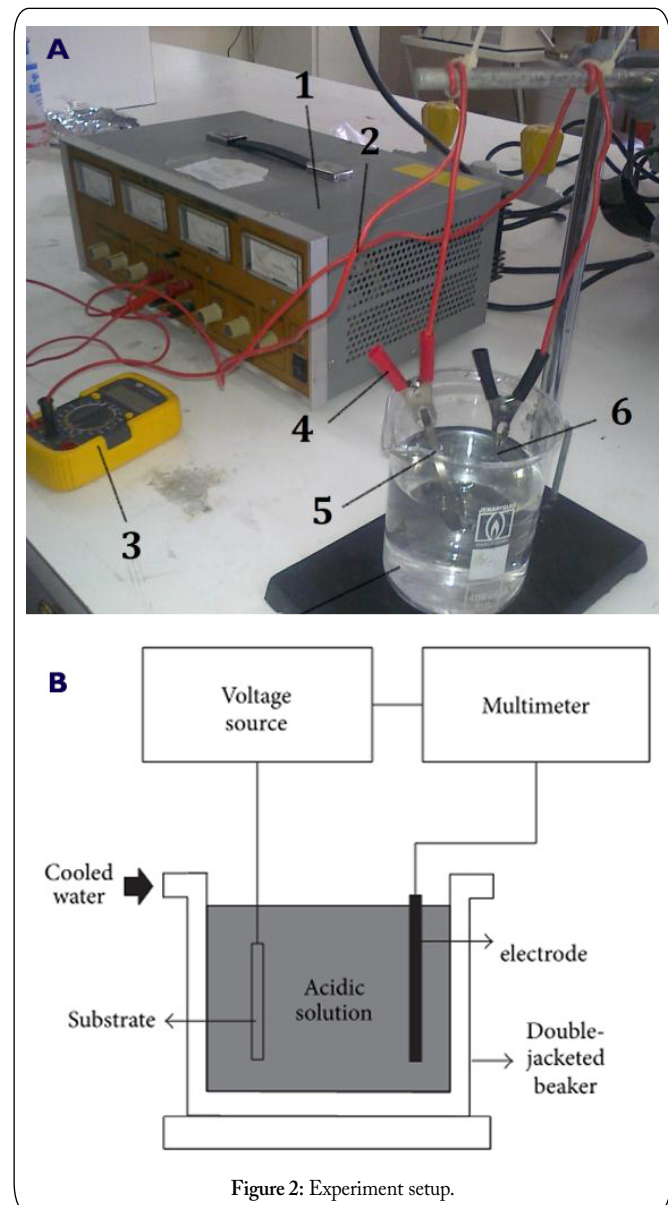 A
1
2
3
4
5
6
B
Voltage
source
Multimeter
Cooled
water
Acidic
solution
electrode
Substrate
Double-
jacketed
beaker
Figure 2: Experiment setup.